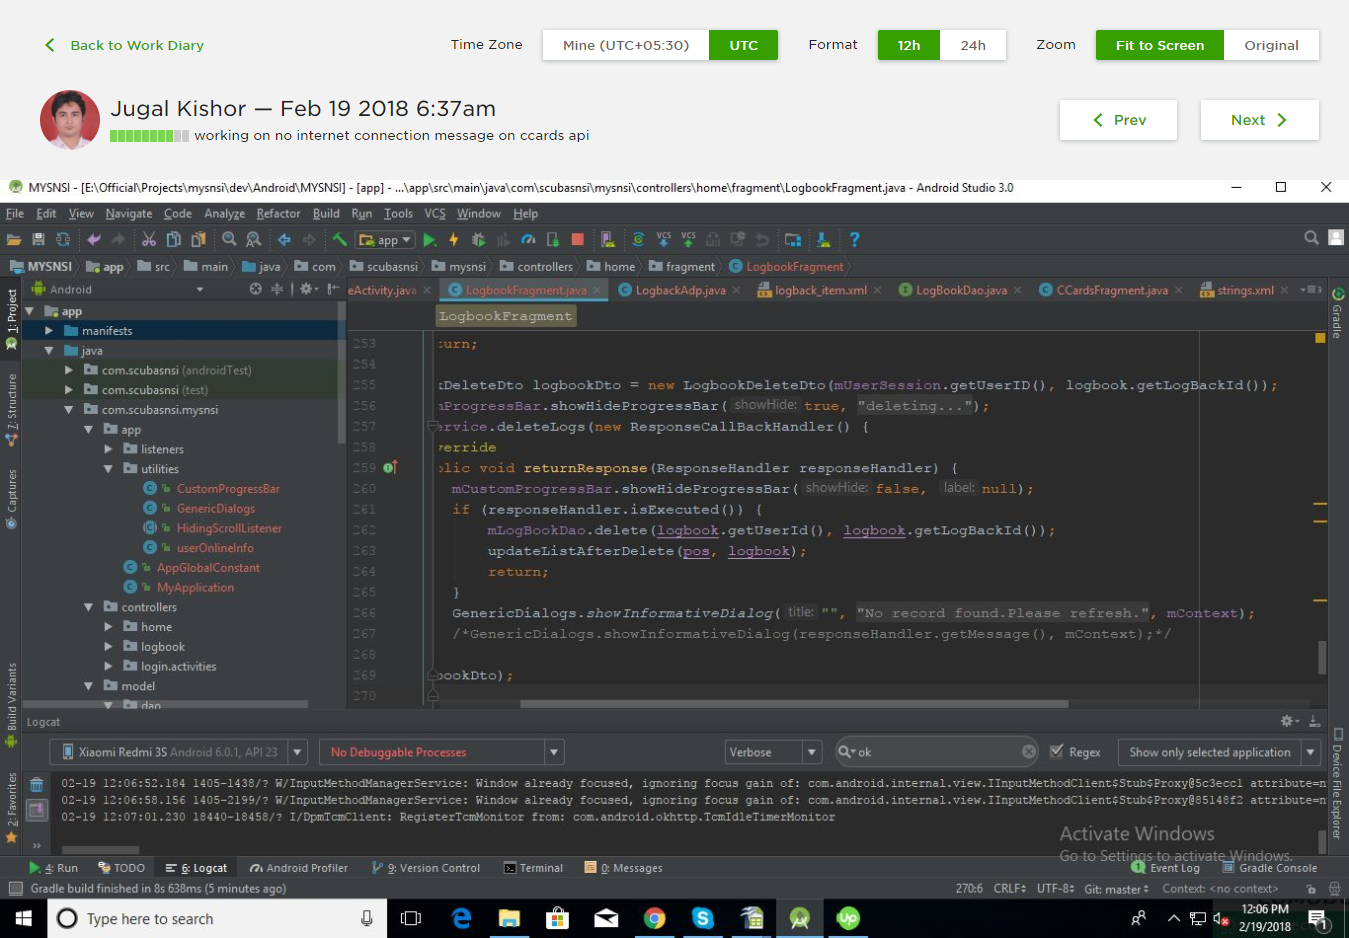 Back to Work Diary
Time Zone
Mine (UTC+05:30)
UTC
Format
12h
24h
Zoom
Fit to Screen
Original
Jugal Kishor — Feb 19 2018 6:37am
working on no internet connection message on ccards api
Prev
Next
MYSNSI - [E:\Official\Projects\mysnsi\dev\Android\MYSNSI] - [app] - ...\app\src\main\java\com\scubasnsi\mysnsi\controllers\home\fragment\LogbookFragment.java - Android Studio 3.0
File Edit View Navigate Code Analyze Refactor Build Run Tools VCS Window Help
app
VCS VCS
MYSNSI app src main java com scubasnsi mysnsi controllers home fragment LogbookFragment
Android
eActivity.java LogbookFragment.java LogbackAdp.java logback_item.xml LogBookDao.java CCardsFragment.java strings.xml
1: Project
Z: Structure
Captures
Build Variants
2: Favorites
app
manifests
java
com.scubasnsi (androidTest)
com.scubasnsi (test)
com.scubasnsi.mysnsi
app
listeners
utilities
CustomProgressBar
GenericDialogs
HidingScrollListener
userOnlineInfo
AppGlobalConstant
MyApplication
controllers
home
logbook
login.activities
model
dao
LogbookFragment
253 :urn;
254
255 kDeleteDto logbookDto = new LogbookDeleteDto(mUserSession.getUserID(), logbook.getLogBackId());
256 mProgressBar.showHideProgressBar( showHide: true, "deleting...");
257 ervice.deleteLogs(new ResponseCallBackHandler() {
258 verride
259 blic void returnResponse(ResponseHandler responseHandler) {
260 mCustomProgressBar.showHideProgressBar( showHide: false, label: null);
261 if (responseHandler.isExecuted()) {
262 mLogBookDao.delete(logbook.getUserId(), logbook.getLogBackId());
263 updateListAfterDelete(pos, logbook);
264 return;
265 }
266 GenericDialogs.showInformativeDialog( title: "", "No record found.Please refresh.", mContext);
267 /*GenericDialogs.showInformativeDialog(responseHandler.getMessage(), mContext);*/
268
269 bookDto);
270
Gradle
Device File Explorer
Logcat
Xiaomi Redmi 3S Android 6.0.1, API 23
No Debuggable Processes
Verbose
ok
Regex
Show only selected application
02-19 12:06:52.184 1405-1438/? W/InputMethodManagerService: Window already focused, ignoring focus gain of: com.android.internal.view.IInputMethodClient$Stub$Proxy@5c3ecc1 attribute=n
02-19 12:06:58.156 1405-2199/? W/InputMethodManagerService: Window already focused, ignoring focus gain of: com.android.internal.view.IInputMethodClient$Stub$Proxy@85148f2 attribute=n
02-19 12:07:01.230 18440-18458/? I/DpmTcmClient: RegisterTcmMonitor from: com.android.okhttp.TcmIdleTimerMonitor
Activate Windows
Go to Settings to activate Windows.
4: Run TODO 6: Logcat Android Profiler 9: Version Control Terminal 0: Messages 1 Event Log Gradle Console
Gradle build finished in 8s 638ms (5 minutes ago) 270:6 CRLF UTF-8 Git: master Context: <no context>
Type here to search
12:06 PM
2/19/2018
1